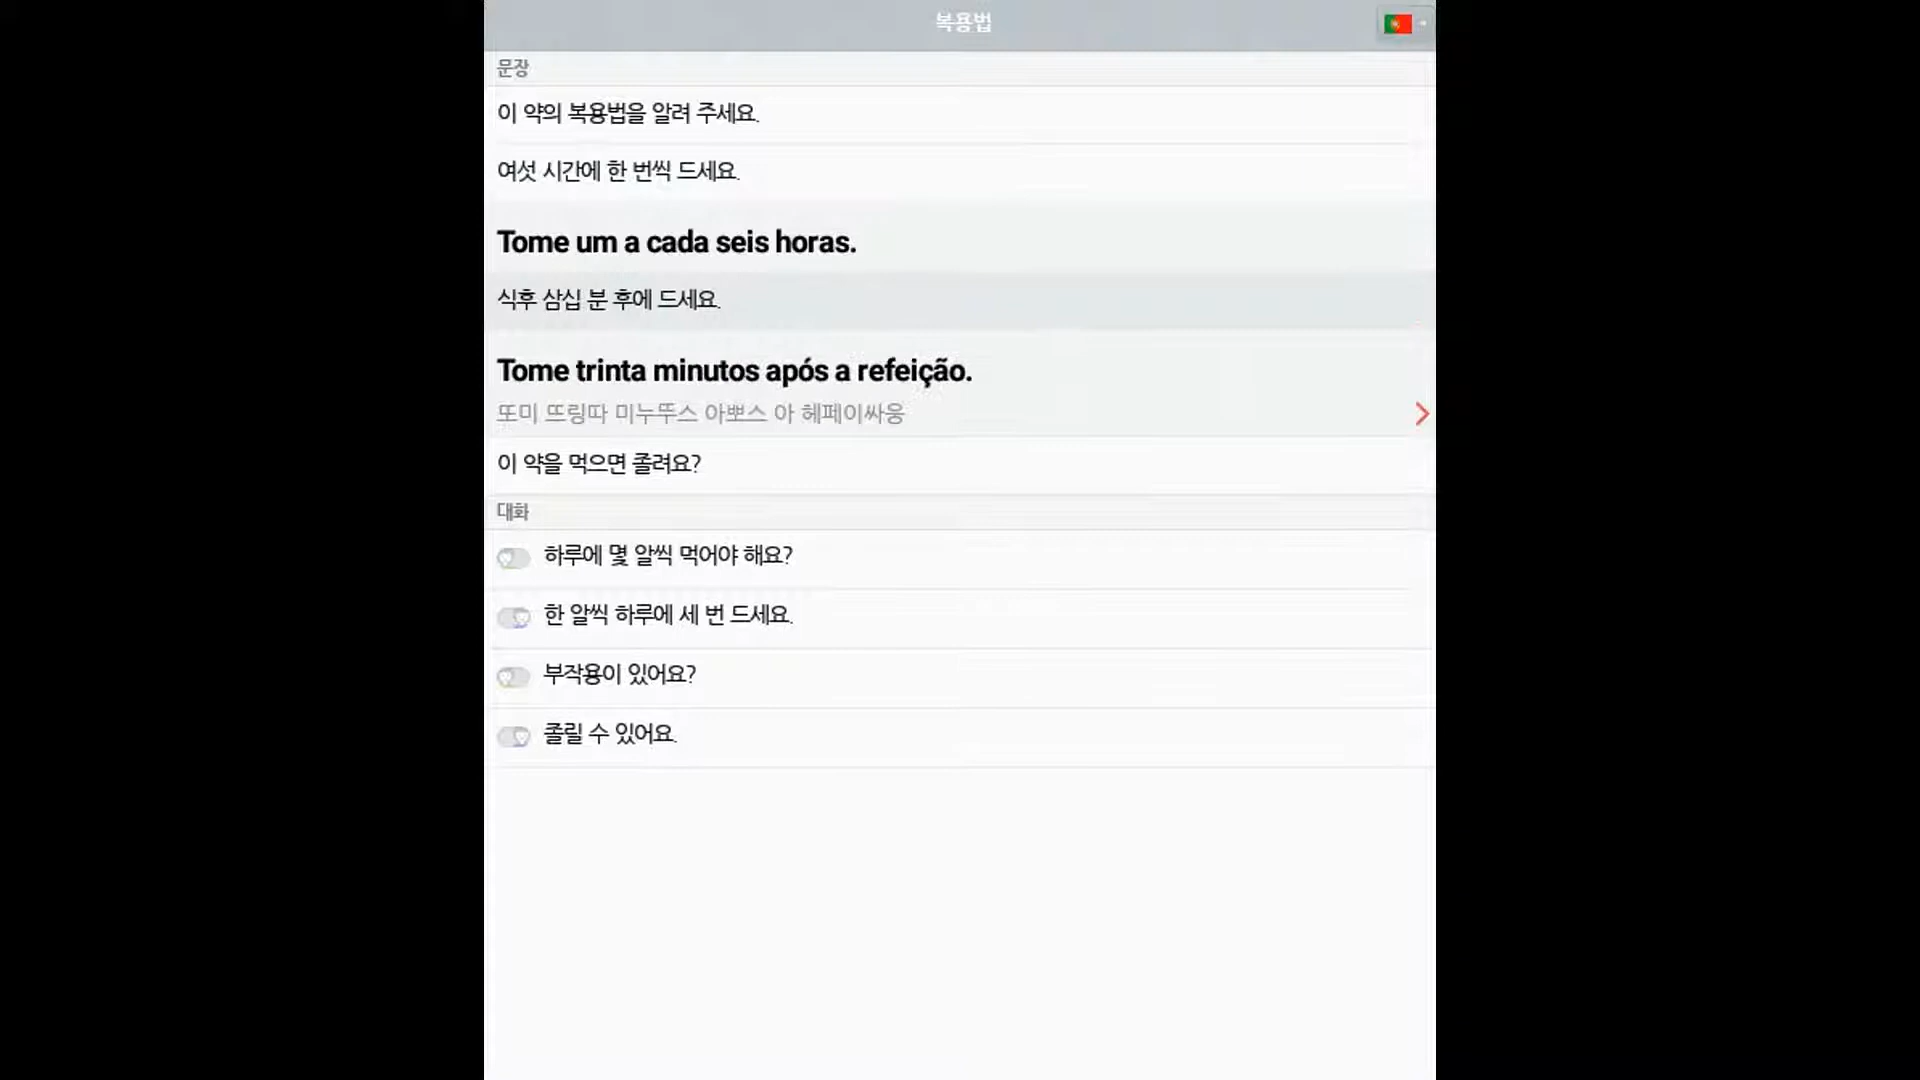 복용법
문장
이 약의 복용법을 알려 주세요.
여섯 시간에 한 번씩 드세요.
Tome um a cada seis horas.
식후 삼십 분 후에 드세요.
Tome trinta minutos após a refeição.
또미 뜨링따 미누뚜스 아뽀스 아 헤페이싸웅
이 약을 먹으면 졸려요?
대화
하루에 몇 알씩 먹어야 해요?
한 알씩 하루에 세 번 드세요.
부작용이 있어요?
졸릴 수 있어요.